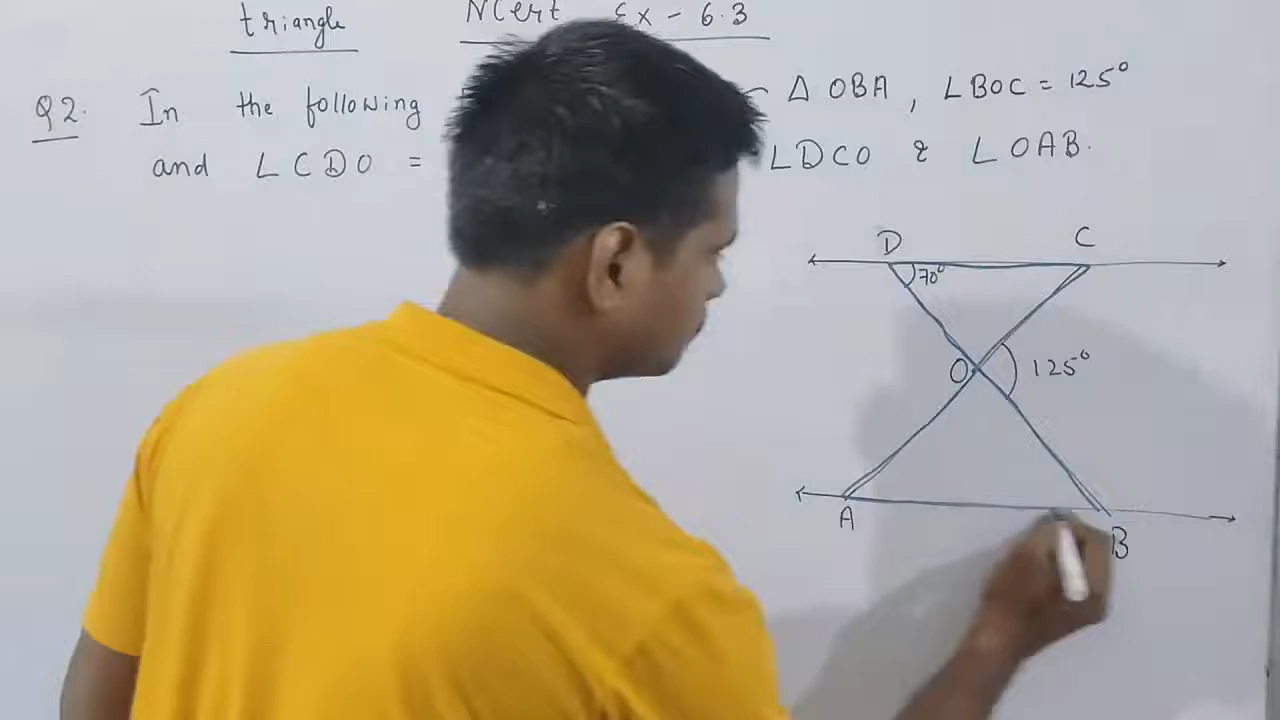 triangle NCert Ex - 6.3
Q2. In the following ~ Δ OBA, ∠BOC = 125°
and ∠CDO = ∠DCO & ∠OAB.
D C
70°
O 125°
A
B